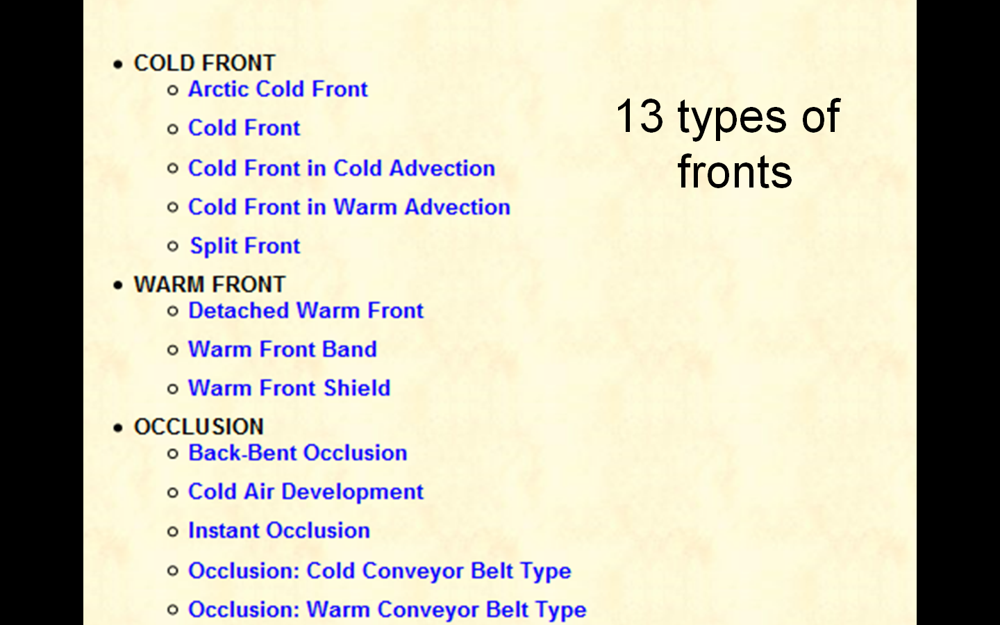 COLD FRONT
Arctic Cold Front
Cold Front
Cold Front in Cold Advection
Cold Front in Warm Advection
Split Front
WARM FRONT
Detached Warm Front
Warm Front Band
Warm Front Shield
OCCLUSION
Back-Bent Occlusion
Cold Air Development
Instant Occlusion
Occlusion: Cold Conveyor Belt Type
Occlusion: Warm Conveyor Belt Type
13 types of
fronts